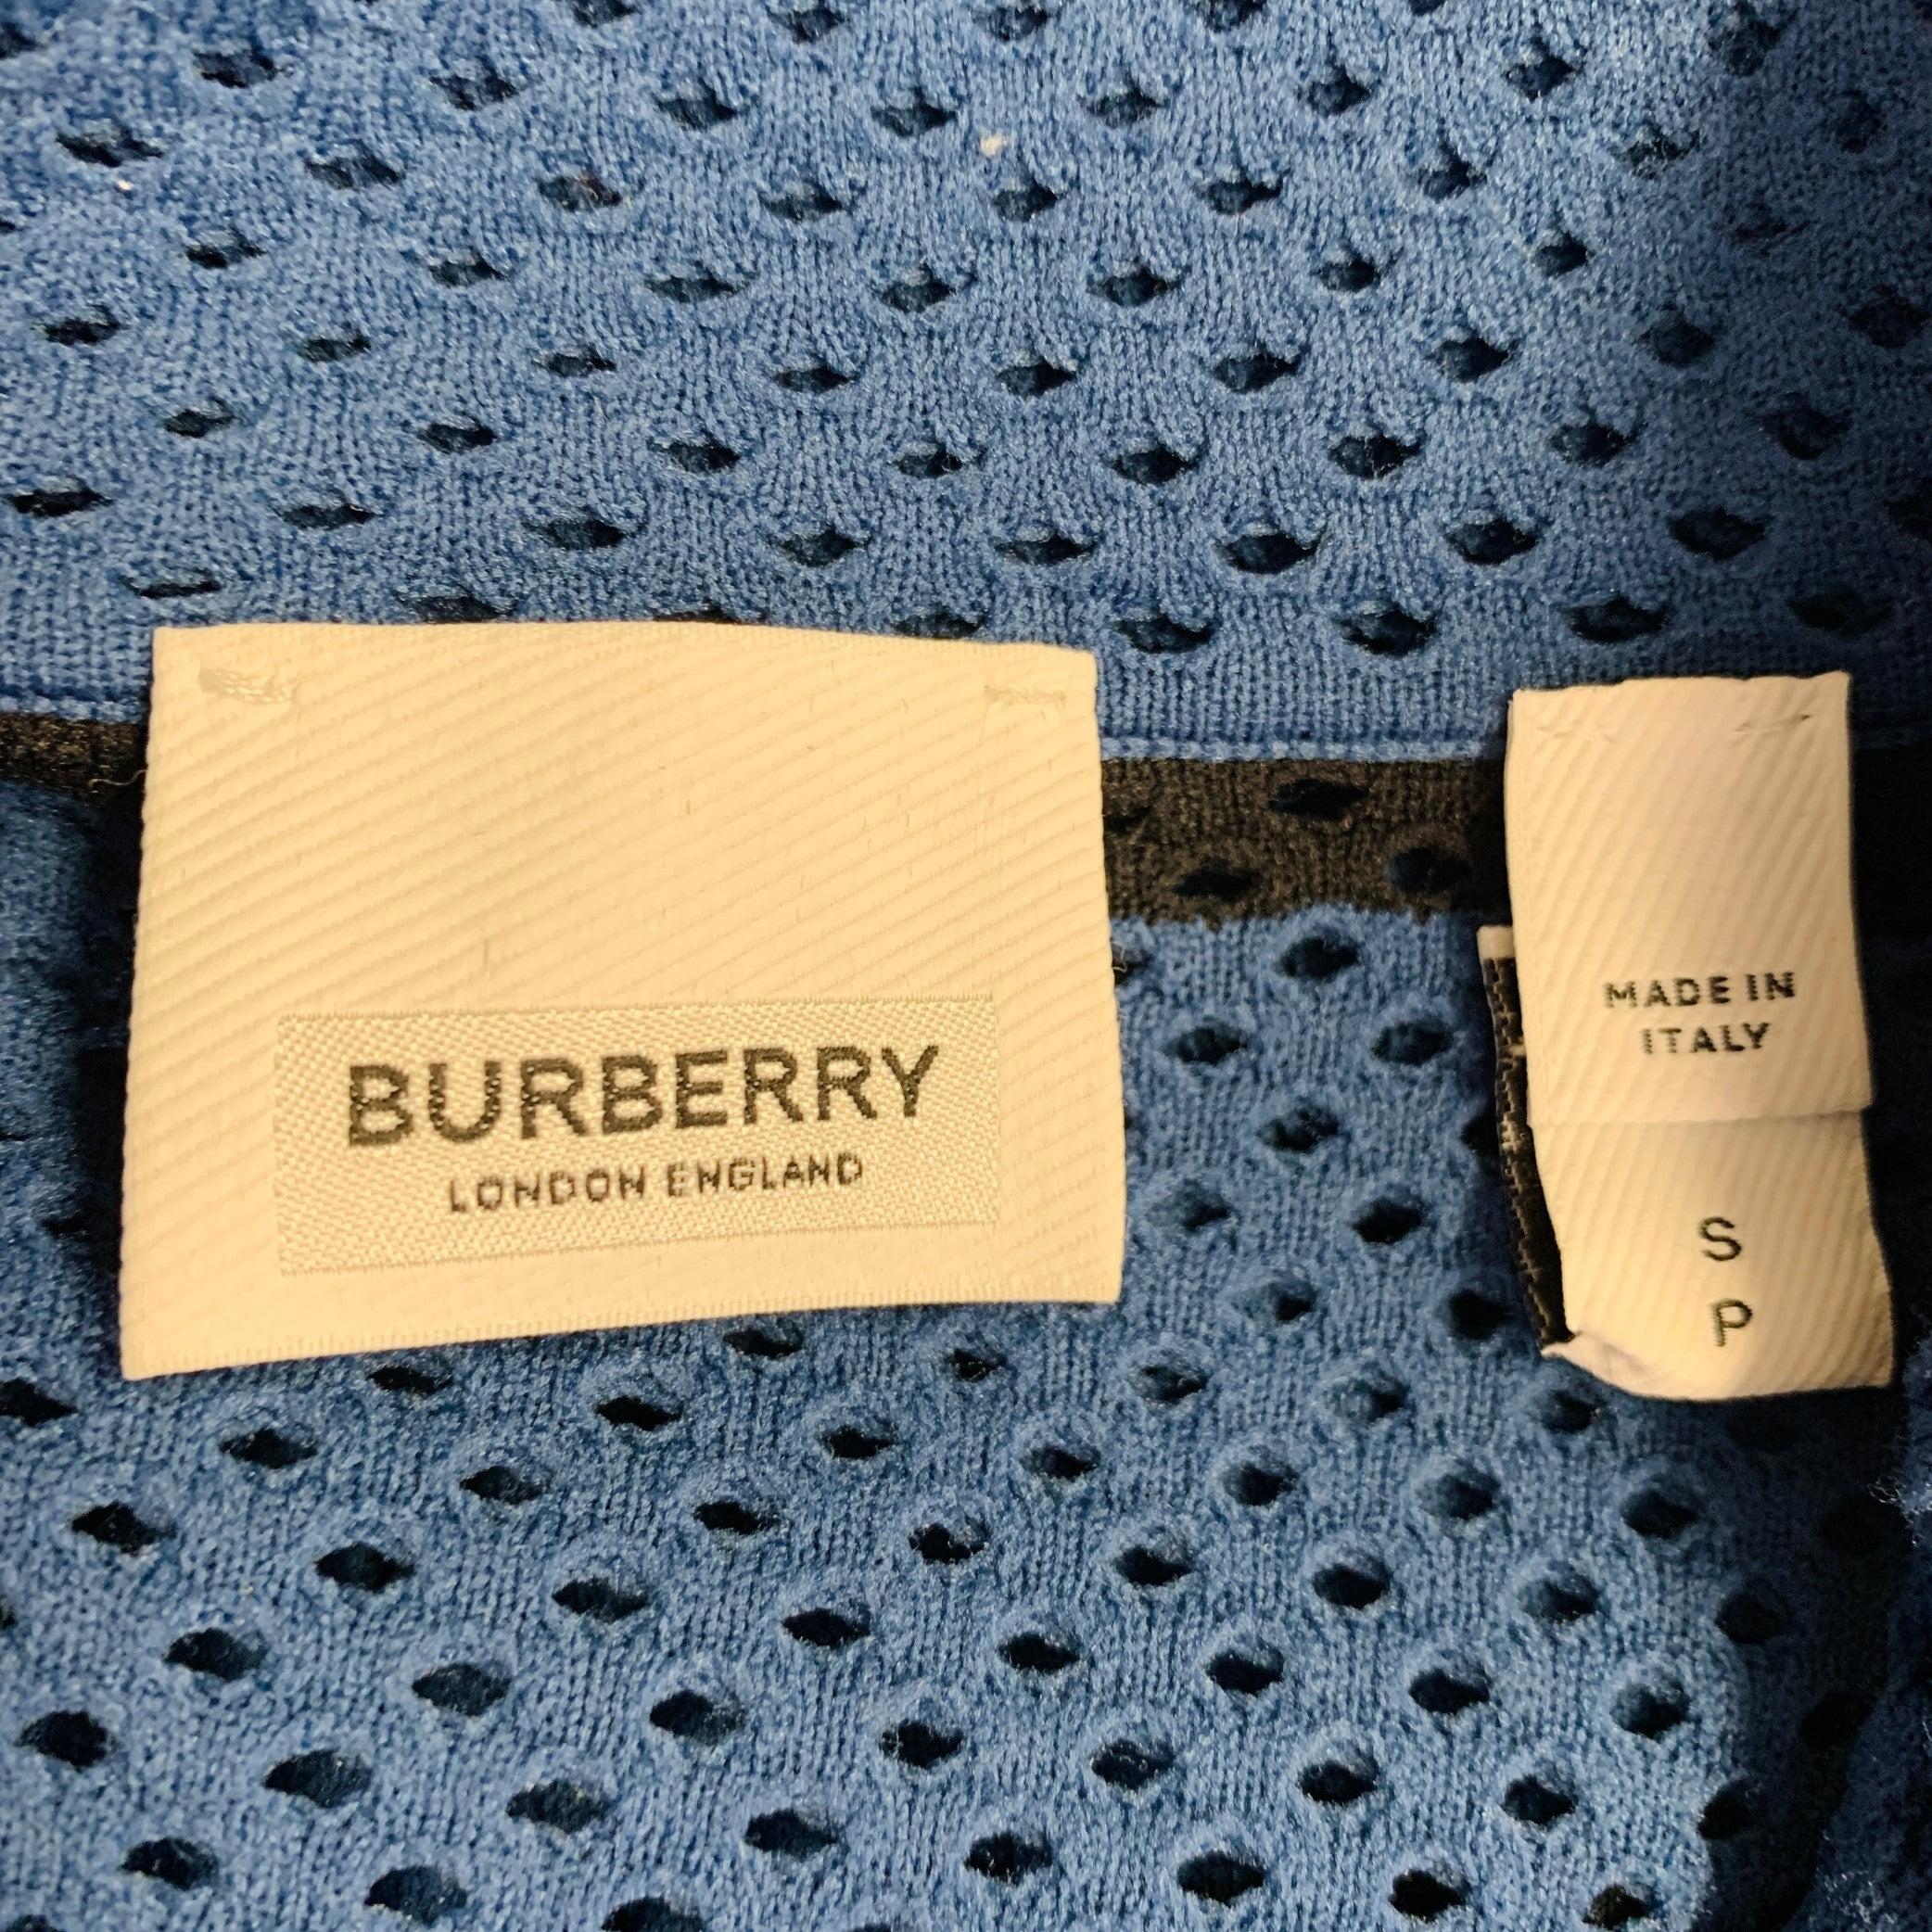 BURBERRY
LONDON ENGLAND
MADE IN
ITALY
S
P